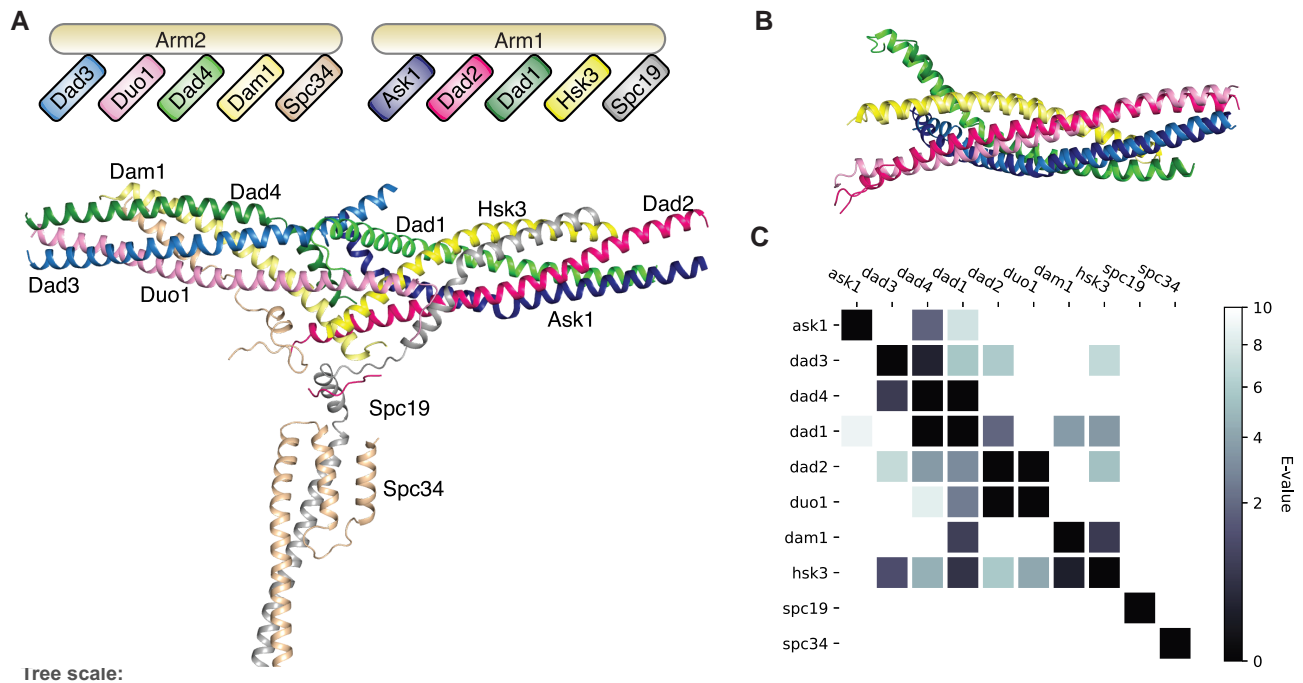 A
B
Arm2
Arm1
Dad3
Duo1
Dad4
Dam1
Spc34
Ask1
Dad2
Dad1
Hsk3
Spc19
Dam1
Dad4
Dad1
Hsk3
Dad2
Dad3
Duo1
Ask1
Spc19
Spc34
C
ask1
dad3
dad4
dad1
dad2
duo1
dam1
hsk3
spc19
spc34
ask1
dad3
dad4
dad1
dad2
duo1
dam1
hsk3
spc19
spc34
10
8
6
4
2
0
E-value
Tree scale: